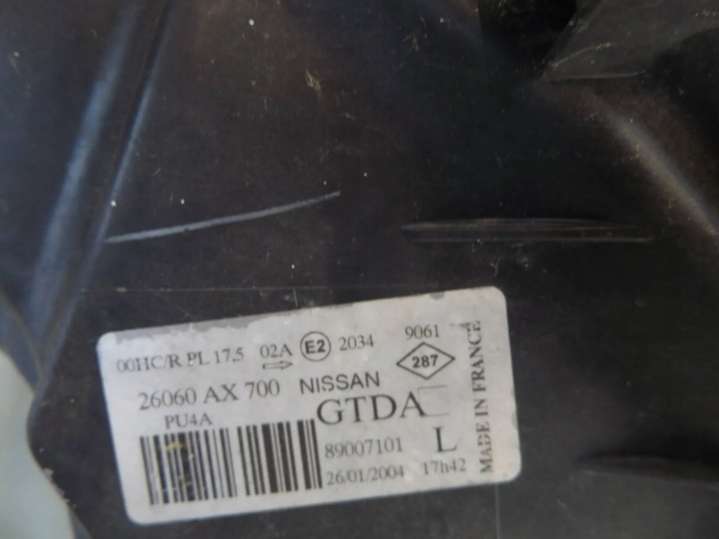 00HC/R PL 17,5 02A E2 2034 9061
287
26060 AX 700 NISSAN
PU4A GTDA
89007101 L
26/01/2004 17h42
MADE IN FRANCE